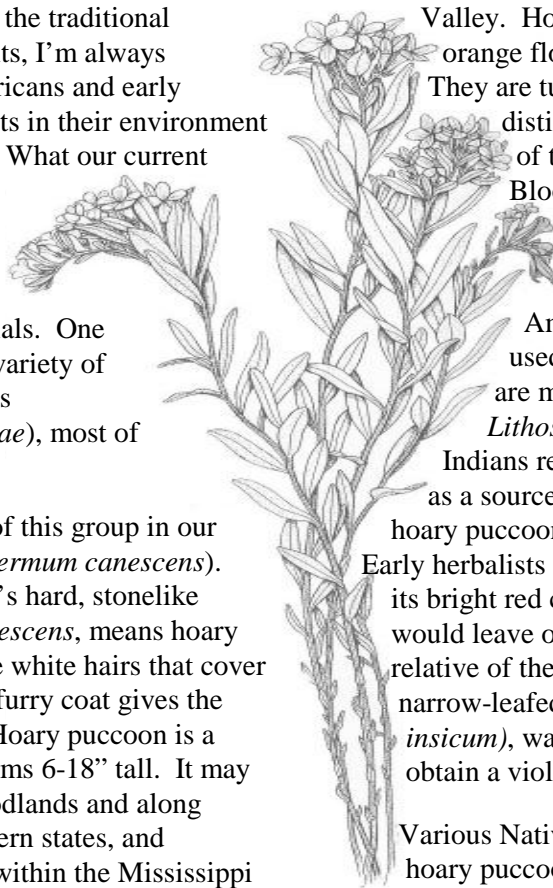 the traditional
ts, I'm always
ricans and early
ts in their environment
What our current
als. One
variety of
s
ae), most of
of this group in our
ermum canescens).
's hard, stonelike
escens, means hoary
e white hairs that cover
furry coat gives the
Hoary puccoon is a
ms 6-18” tall. It may
odlands and along
ern states, and
within the Mississippi
Valley. Ho
orange flo
They are tu
disti
of t
Bloo
An
used
are m
Lithos
Indians re
as a source
hoary puccoon
Early herbalists
its bright red c
would leave o
relative of the
narrow-leafed
insicum), wa
obtain a viol
Various Nativ
hoary puccoo